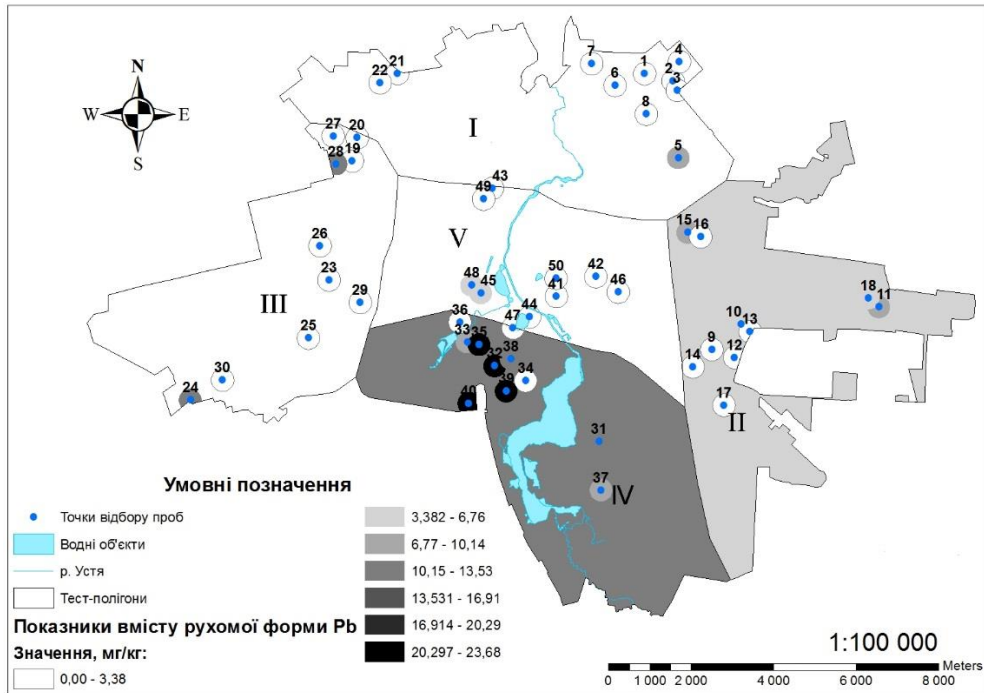 N
W E
S
21
22
7
4
1
2
6
3
8
27 20
28 19
I
5
43
49
15
16
26
V
23
48
45
50
42
41
46
18
11
III
29
36
44
47
10
13
25
33
35
32
38
9
12
14
30
39
34
24
40
17
31
II
37
IV
Умовні позначення
Точки відбору проб
Водні об'єкти
р. Устя
Тест-полігони
Показники вмісту рухомої форми Pb
Значення, мг/кг:
0,00 - 3,38
3,382 - 6,76
6,77 - 10,14
10,15 - 13,53
13,531 - 16,91
16,914 - 20,29
20,297 - 23,68
1:100 000
Meters
0 1 000 2 000 4 000 6 000 8 000